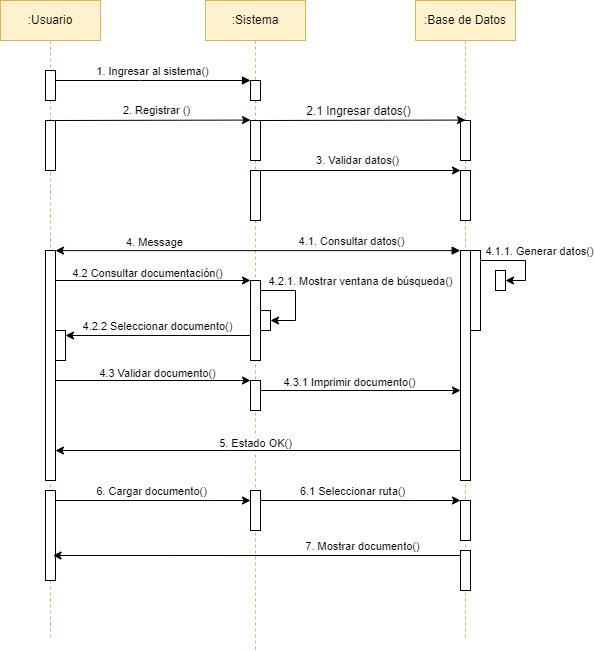 :Usuario
:Sistema
:Base de Datos
1. Ingresar al sistema()
2. Registrar ()
2.1 Ingresar datos()
3. Validar datos()
4. Message
4.1. Consultar datos()
4.1.1. Generar datos()
4.2 Consultar documentación()
4.2.1. Mostrar ventana de búsqueda()
4.2.2 Seleccionar documento()
4.3 Validar documento()
4.3.1 Imprimir documento()
5. Estado OK()
6. Cargar documento()
6.1 Seleccionar ruta()
7. Mostrar documento()